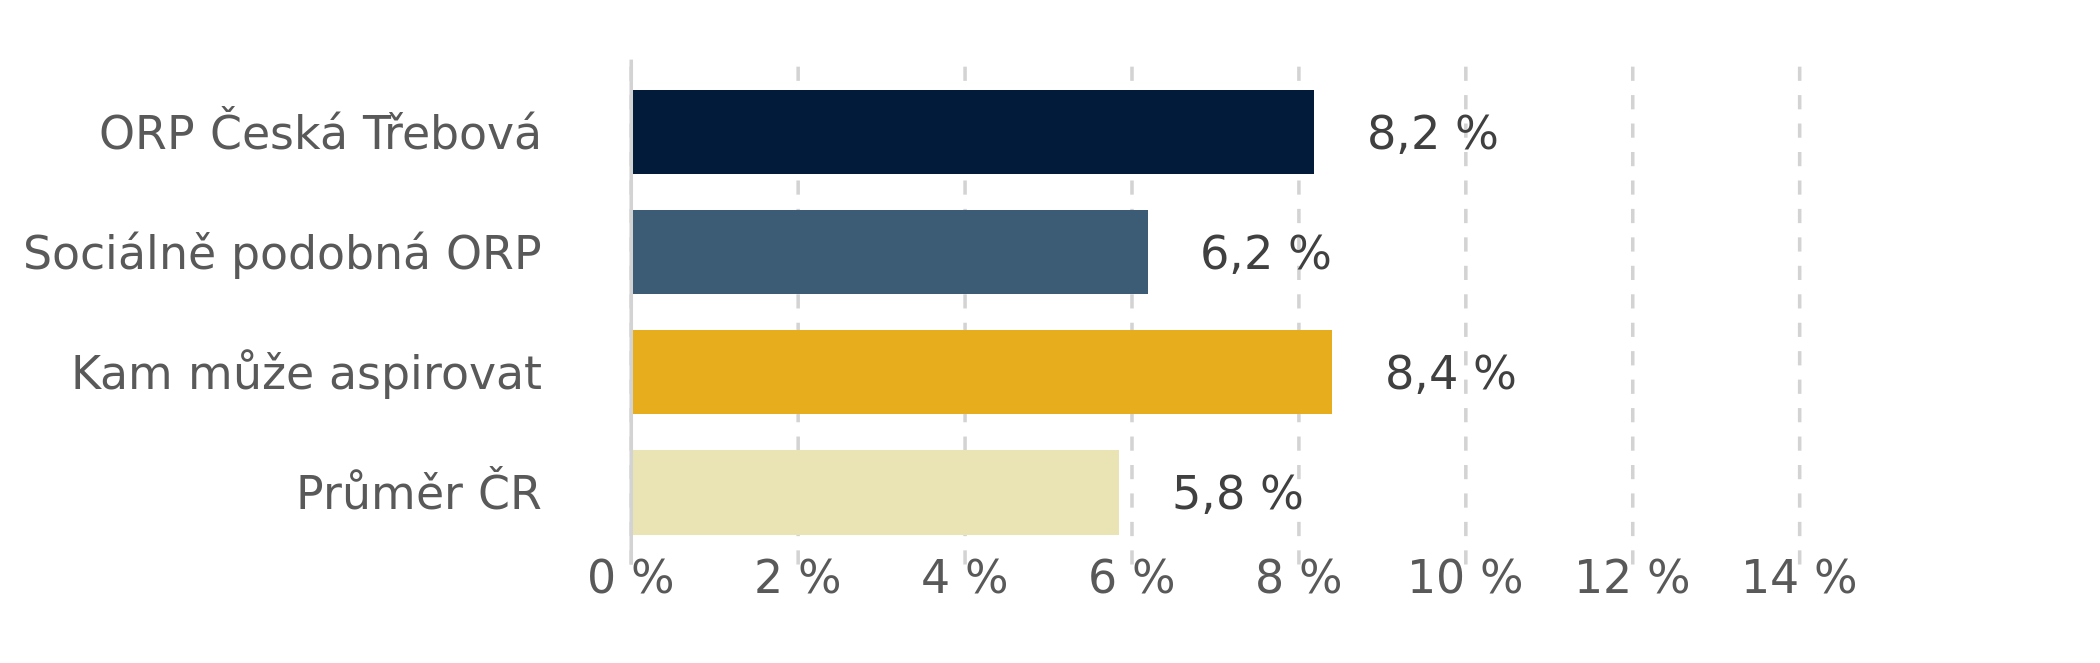 ORP Česká Třebová 8,2 %
Sociálně podobná ORP 6,2 %
Kam může aspirovat 8,4 %
Průměr ČR 5,8 %
0 % 2 % 4 % 6 % 8 % 10 % 12 % 14 %